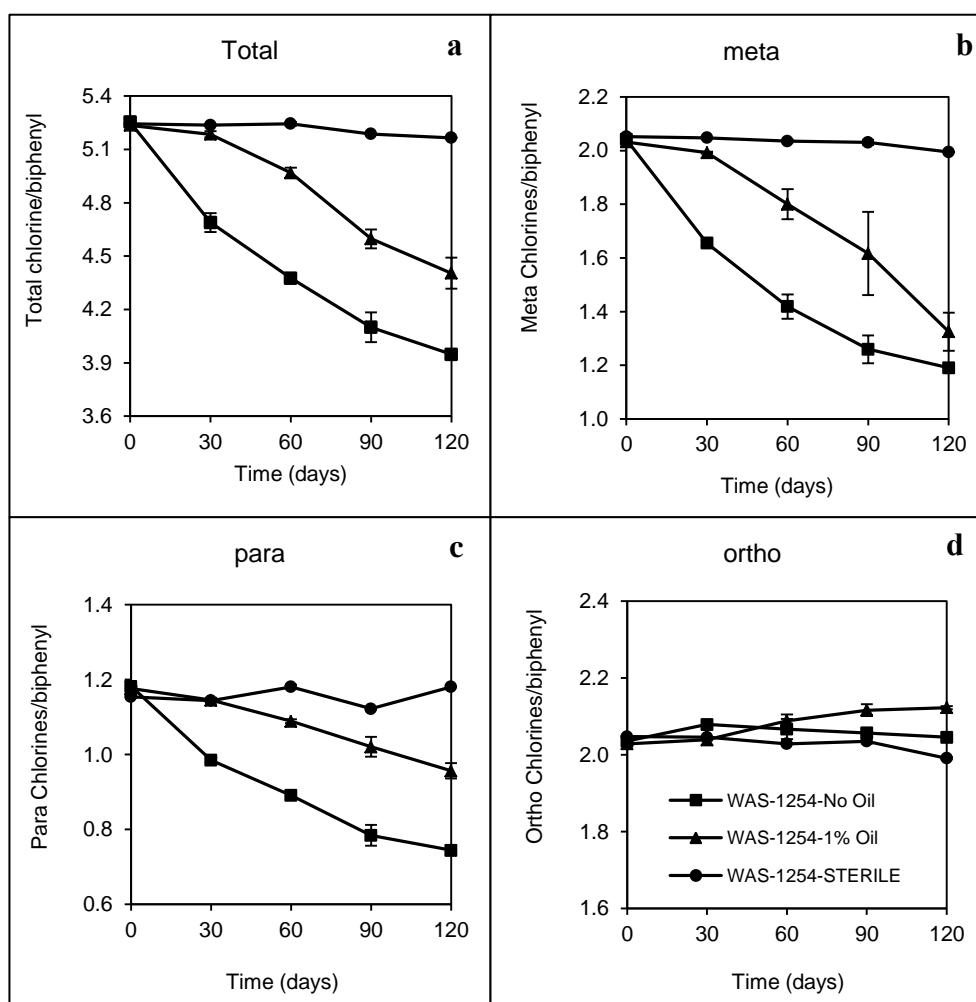 Total
a
Total chlorine/biphenyl
5.4
5.1
4.8
4.5
4.2
3.9
3.6
0 30 60 90 120
Time (days)
meta
b
Meta Chlorines/biphenyl
2.2
2.0
1.8
1.6
1.4
1.2
1.0
0 30 60 90 120
Time (days)
para
c
Para Chlorines/biphenyl
1.4
1.2
1.0
0.8
0.6
0 30 60 90 120
Time (days)
ortho
d
Ortho Chlorines/biphenyl
2.4
2.2
2.0
1.8
1.6
WAS-1254-No Oil
WAS-1254-1% Oil
WAS-1254-STERILE
0 30 60 90 120
Time (days)